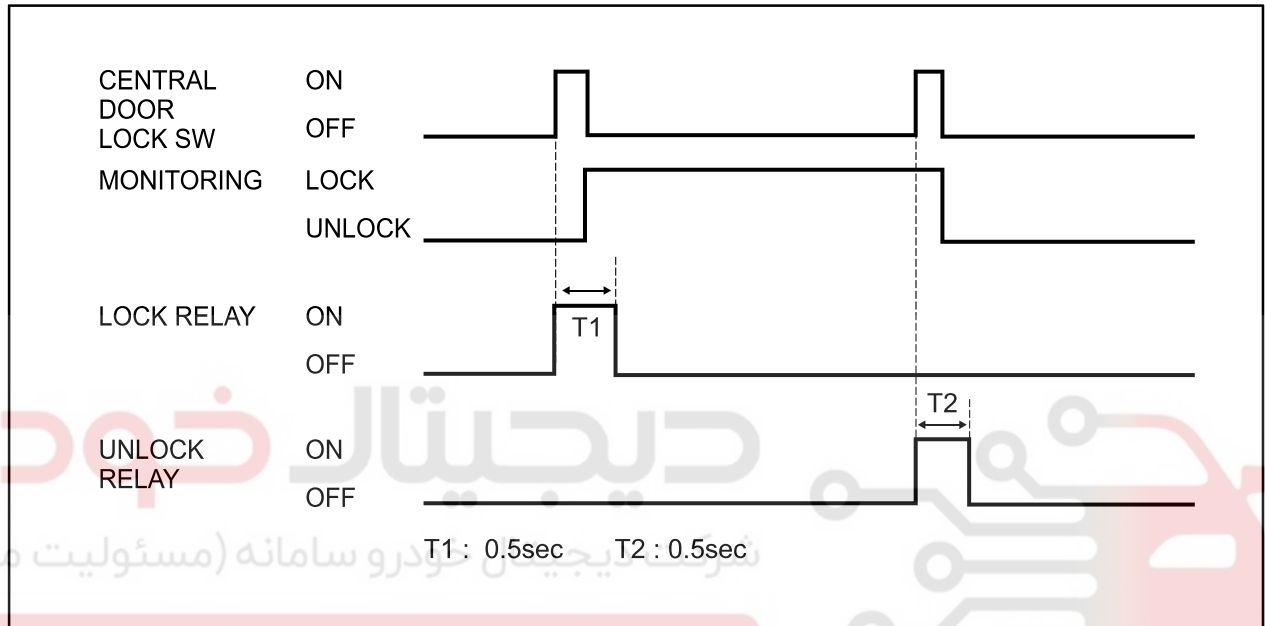 CENTRAL DOOR LOCK SW ON
OFF
MONITORING LOCK
UNLOCK
LOCK RELAY ON
T1
OFF
T2
UNLOCK RELAY ON
OFF
دیجیتال خود
T1 : 0.5sec T2 : 0.5sec
شرکت دیجیتال خودرو سامانه (مسئولیت